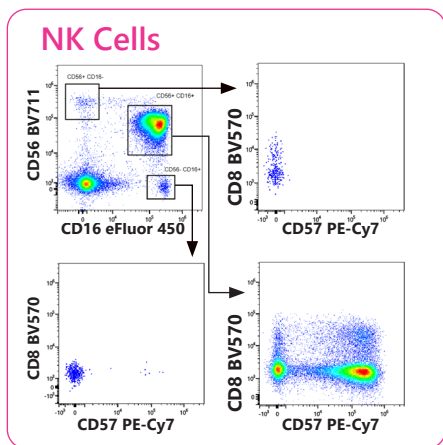 NK Cells
CD56+ CD16-
CD56+ CD16+
CD56- CD16+
CD56 BV711
CD16 eFluor 450
CD8 BV570
CD57 PE-Cy7
CD8 BV570
CD57 PE-Cy7
CD8 BV570
CD57 PE-Cy7